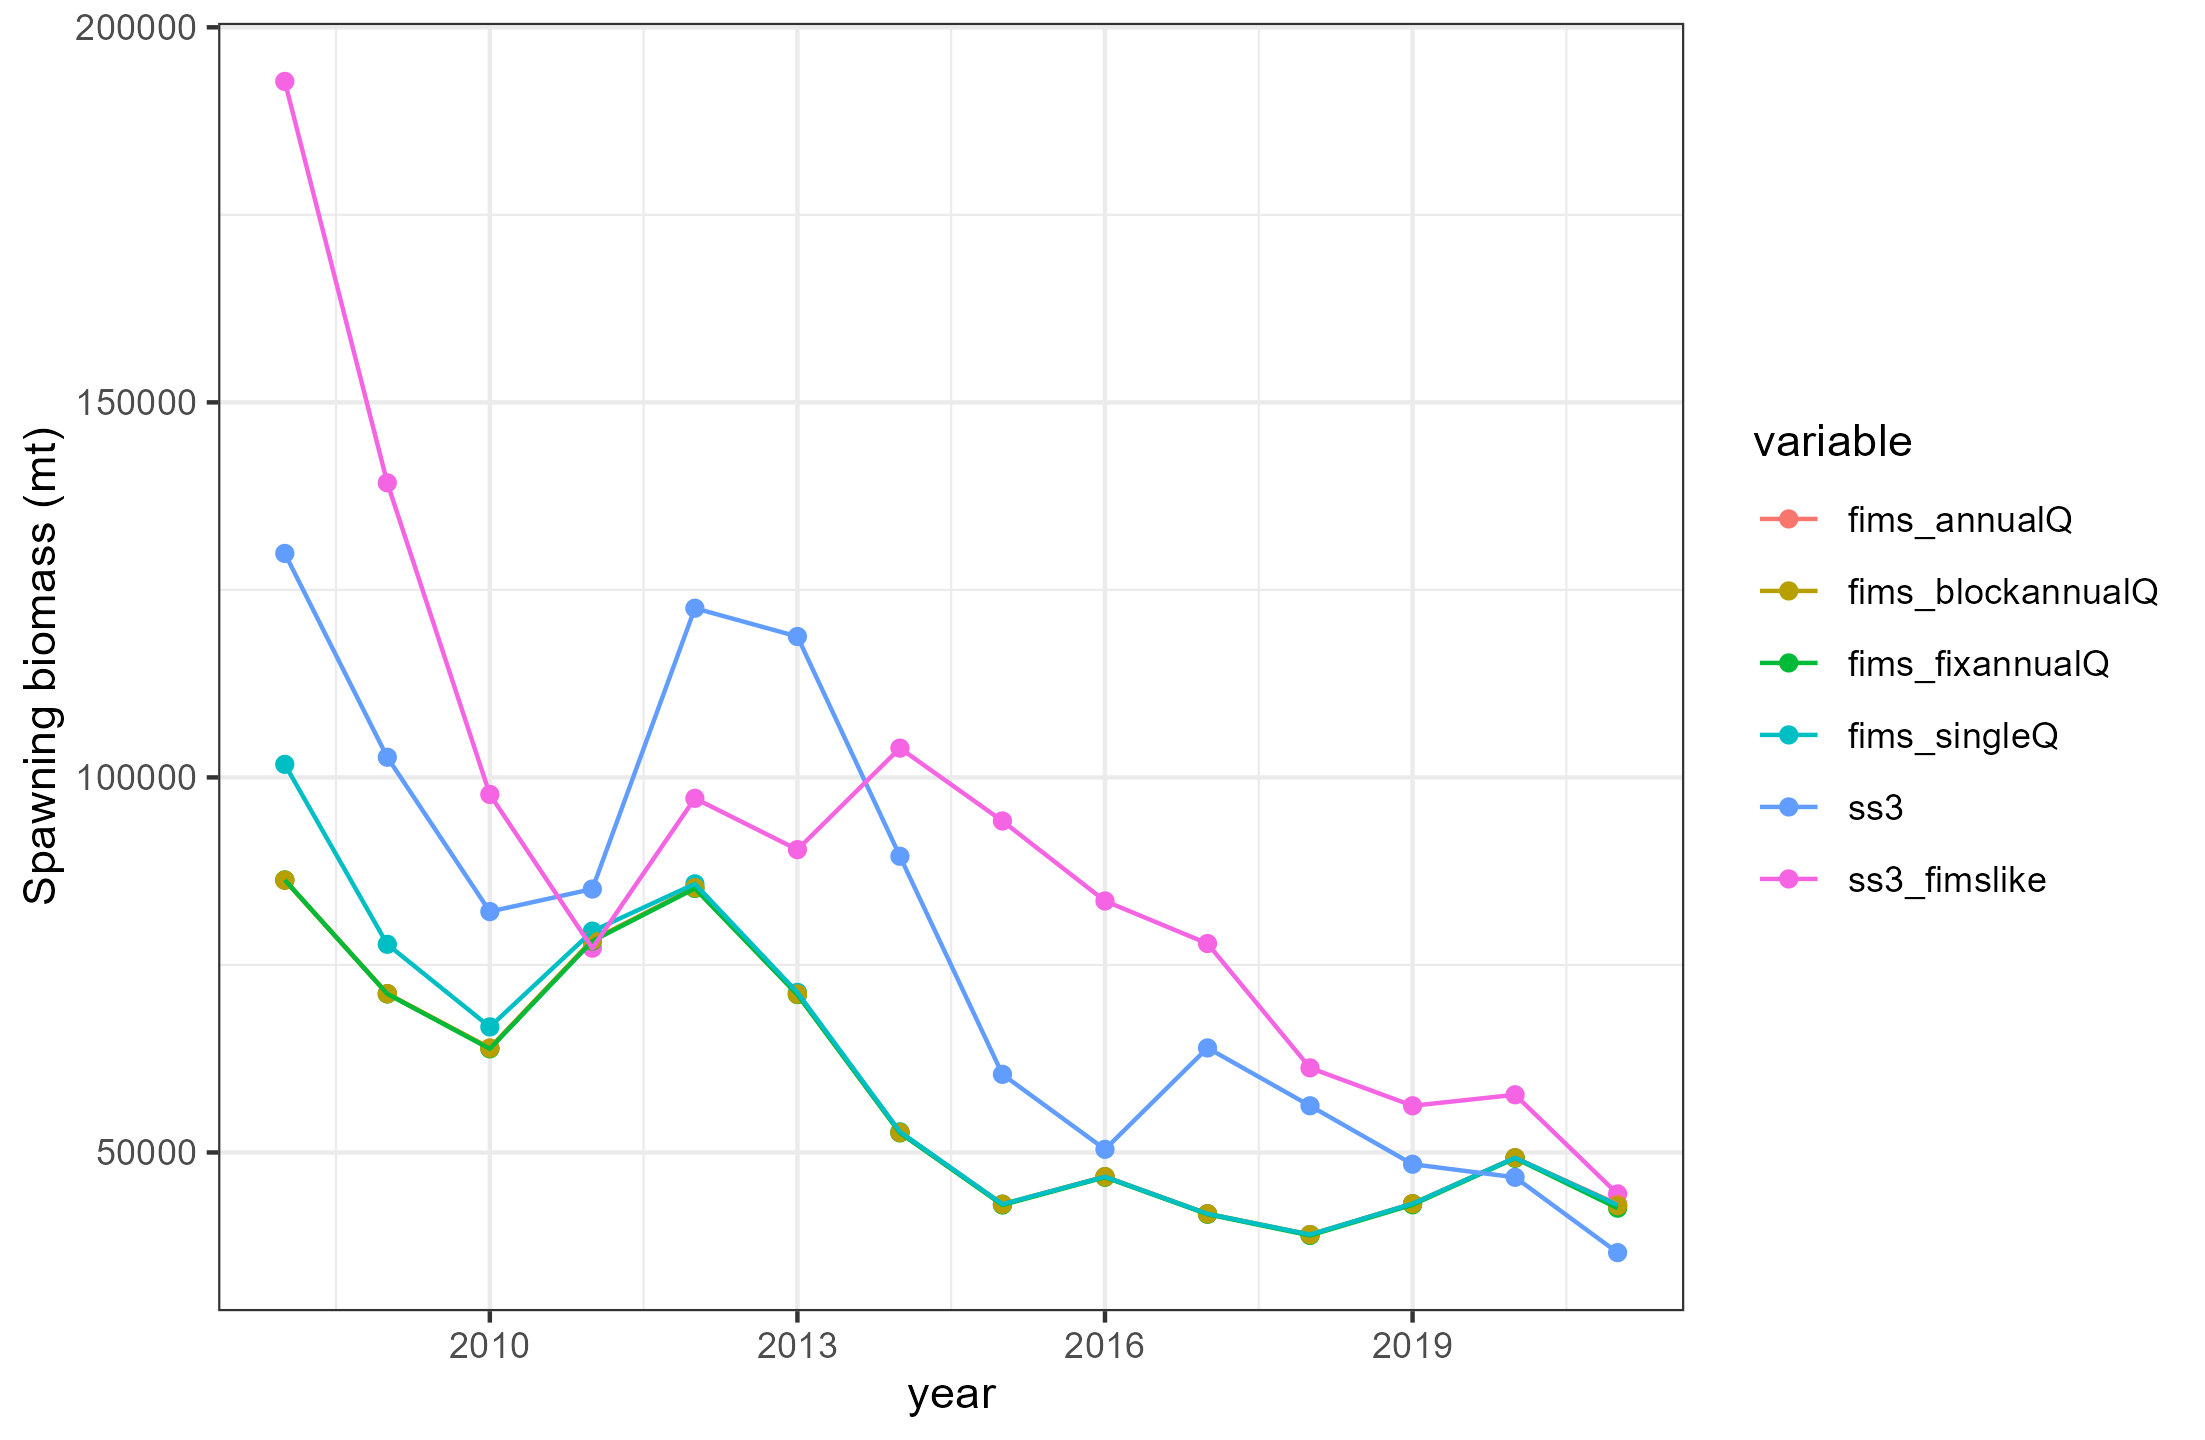 200000
150000
100000
50000
Spawning biomass (mt)
2010 2013 2016 2019
year
variable
fims_annualQ
fims_blockannualQ
fims_fixannualQ
fims_singleQ
ss3
ss3_fimslike